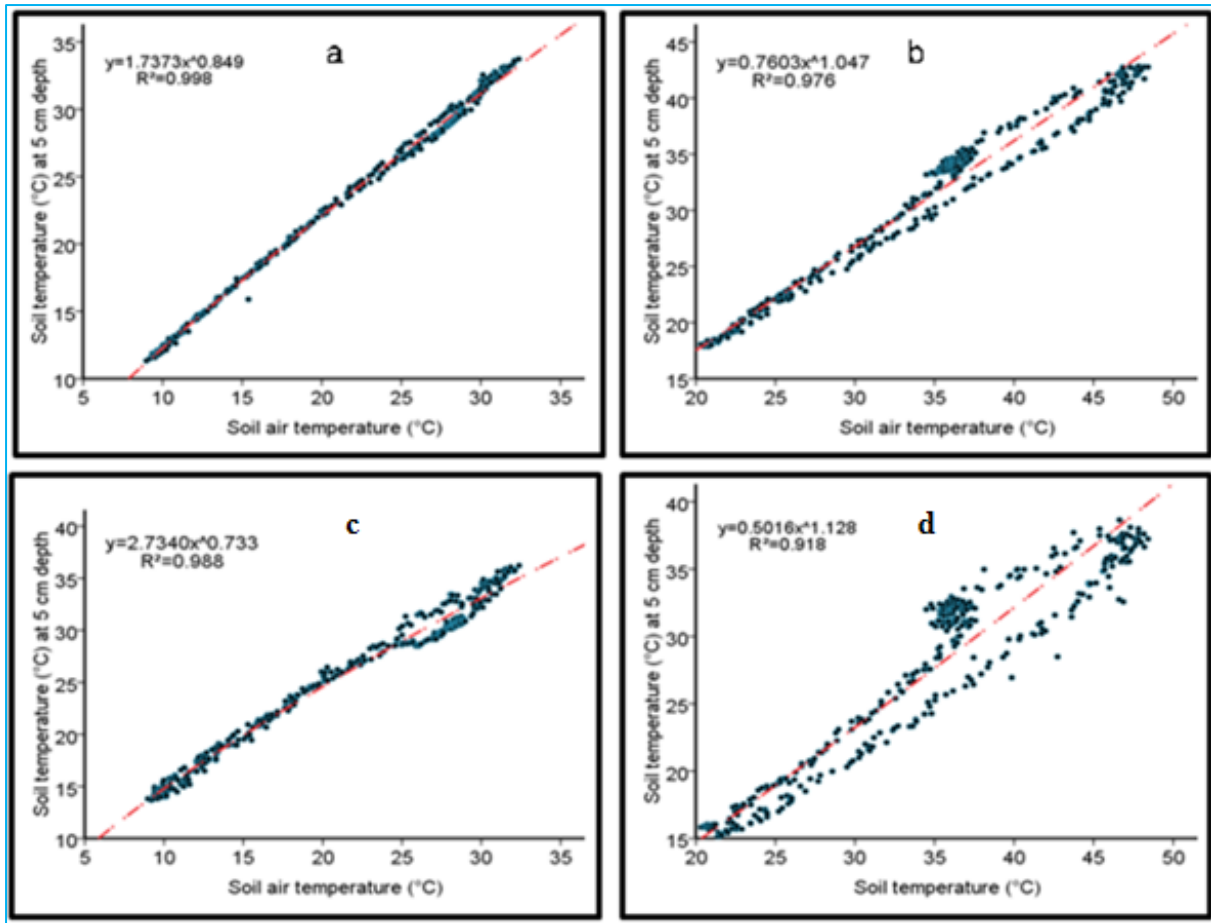 a
y=1.7373x^0.849
R²=0.998
Soil temperature (°C) at 5 cm depth
35
30
25
20
15
10
5 10 15 20 25 30 35
Soil air temperature (°C)
b
y=0.7603x^1.047
R²=0.976
Soil temperature (°C) at 5 cm depth
45
40
35
30
25
20
15
20 25 30 35 40 45 50
Soil air temperature (°C)
c
y=2.7340x^0.733
R²=0.988
Soil temperature (°C) at 5 cm depth
40
35
30
25
20
15
10
5 10 15 20 25 30 35
Soil air temperature (°C)
d
y=0.5016x^1.128
R²=0.918
Soil temperature (°C) at 5 cm depth
40
35
30
25
20
15
20 25 30 35 40 45 50
Soil temperature (°C)